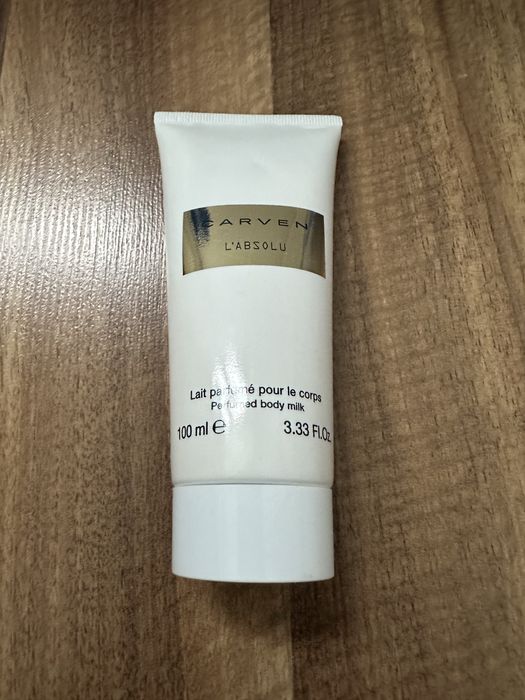 CARVEN
L'ABSOLU
Lait parfumé pour le corps
Perfumed body milk
100 ml ℮ 3.33 Fl.Oz